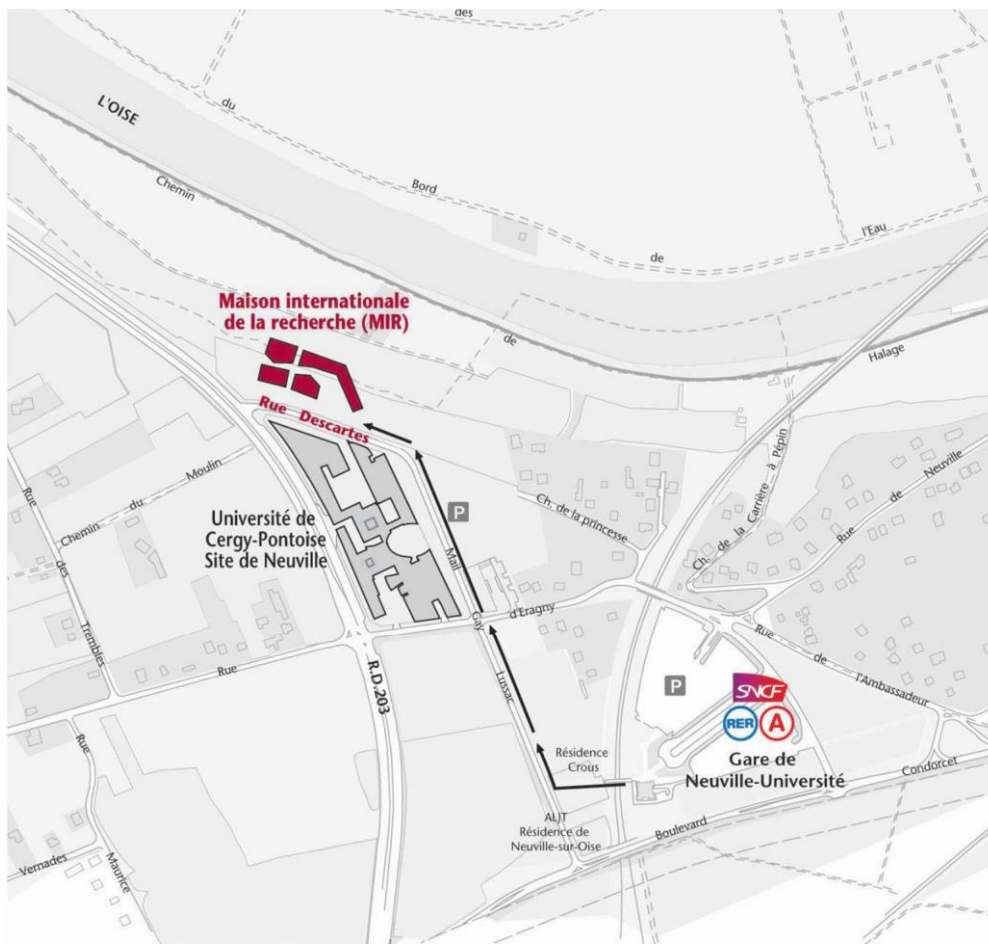 des
du
L'OISE
Chemin
Bord
de
l'Eau
de
Halage
Maison internationale
de la recherche (MIR)
Rue Descartes
Rue
des
Trembles
Chemin du Moulin
Université de
Cergy-Pontoise
Site de Neuville
P
Mail
Gay
Lussac
Ch. de la princesse
Ch. de la Carrière à Pépin
Rue de Neuville
d'Eragny
Rue
R.D.203
Rue
de
l'Ambassadeur
P
SNCF
RER A
Gare de
Neuville-Université
Résidence
Crous
ALJT
Résidence de
Neuville-sur-Oise
Boulevard
Condorcet
Rue
Maurice
Vernades